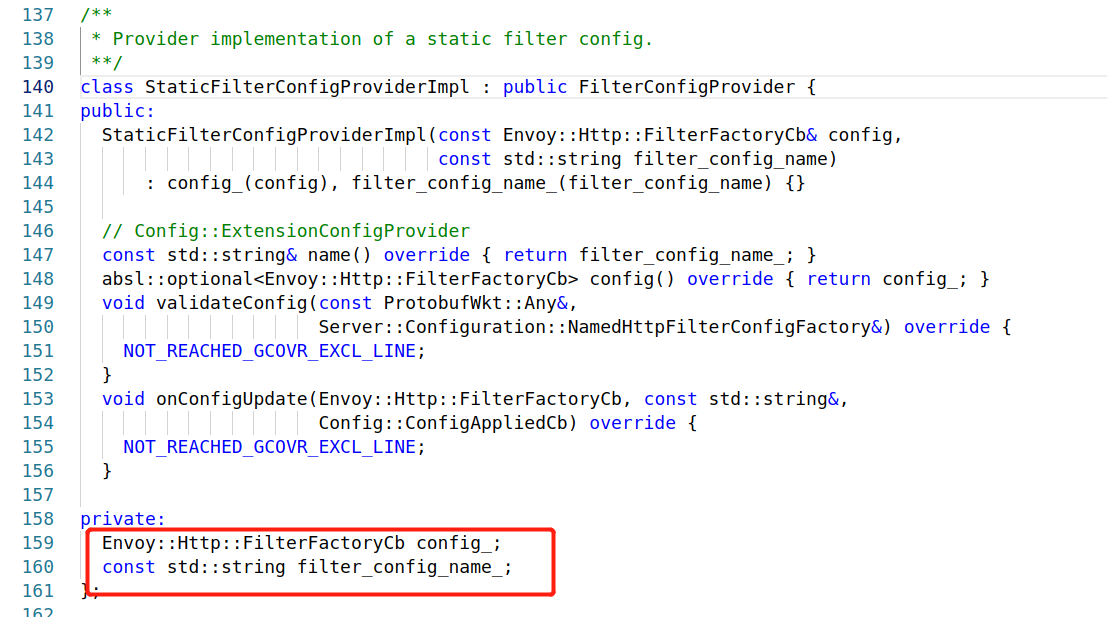 137 /**
138  * Provider implementation of a static filter config.
139  **/
140 class StaticFilterConfigProviderImpl : public FilterConfigProvider {
141 public:
142   StaticFilterConfigProviderImpl(const Envoy::Http::FilterFactoryCb& config,
143                                  const std::string filter_config_name)
144       : config_(config), filter_config_name_(filter_config_name) {}
145
146   // Config::ExtensionConfigProvider
147   const std::string& name() override { return filter_config_name_; }
148   absl::optional<Envoy::Http::FilterFactoryCb> config() override { return config_; }
149   void validateConfig(const ProtobufWkt::Any&,
150                       Server::Configuration::NamedHttpFilterConfigFactory&) override {
151     NOT_REACHED_GCOVR_EXCL_LINE;
152   }
153   void onConfigUpdate(Envoy::Http::FilterFactoryCb, const std::string&,
154                       Config::ConfigAppliedCb) override {
155     NOT_REACHED_GCOVR_EXCL_LINE;
156   }
157
158 private:
159   Envoy::Http::FilterFactoryCb config_;
160   const std::string filter_config_name_;
161 };
162